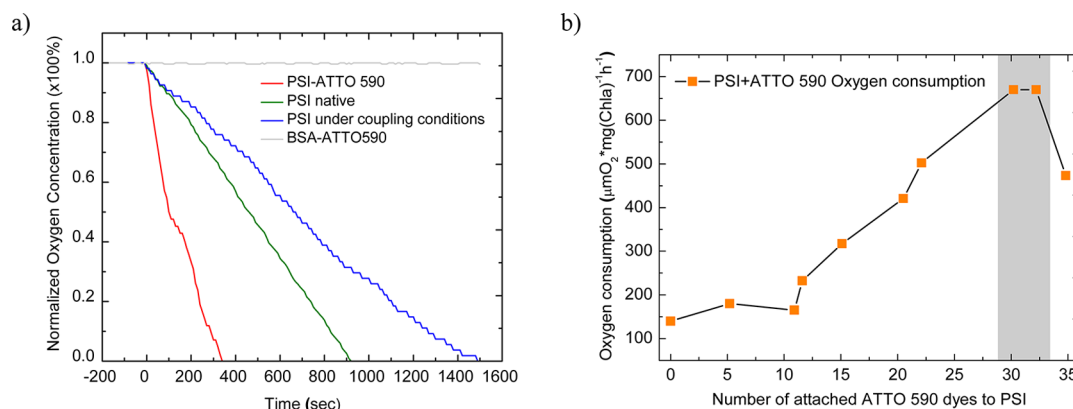 a)
Normalized Oxygen Concentration (x100%)
1.0
0.8
0.6
0.4
0.2
0.0
PSI-ATTO 590
PSI native
PSI under coupling conditions
BSA-ATTO590
-200 0 200 400 600 800 1000 1200 1400 1600
Time (sec)
b)
Oxygen consumption (µmO₂*mg(Chla)⁻¹h⁻¹
700
600
500
400
300
200
100
PSI+ATTO 590 Oxygen consumption
0 5 10 15 20 25 30 35
Number of attached ATTO 590 dyes to PSI